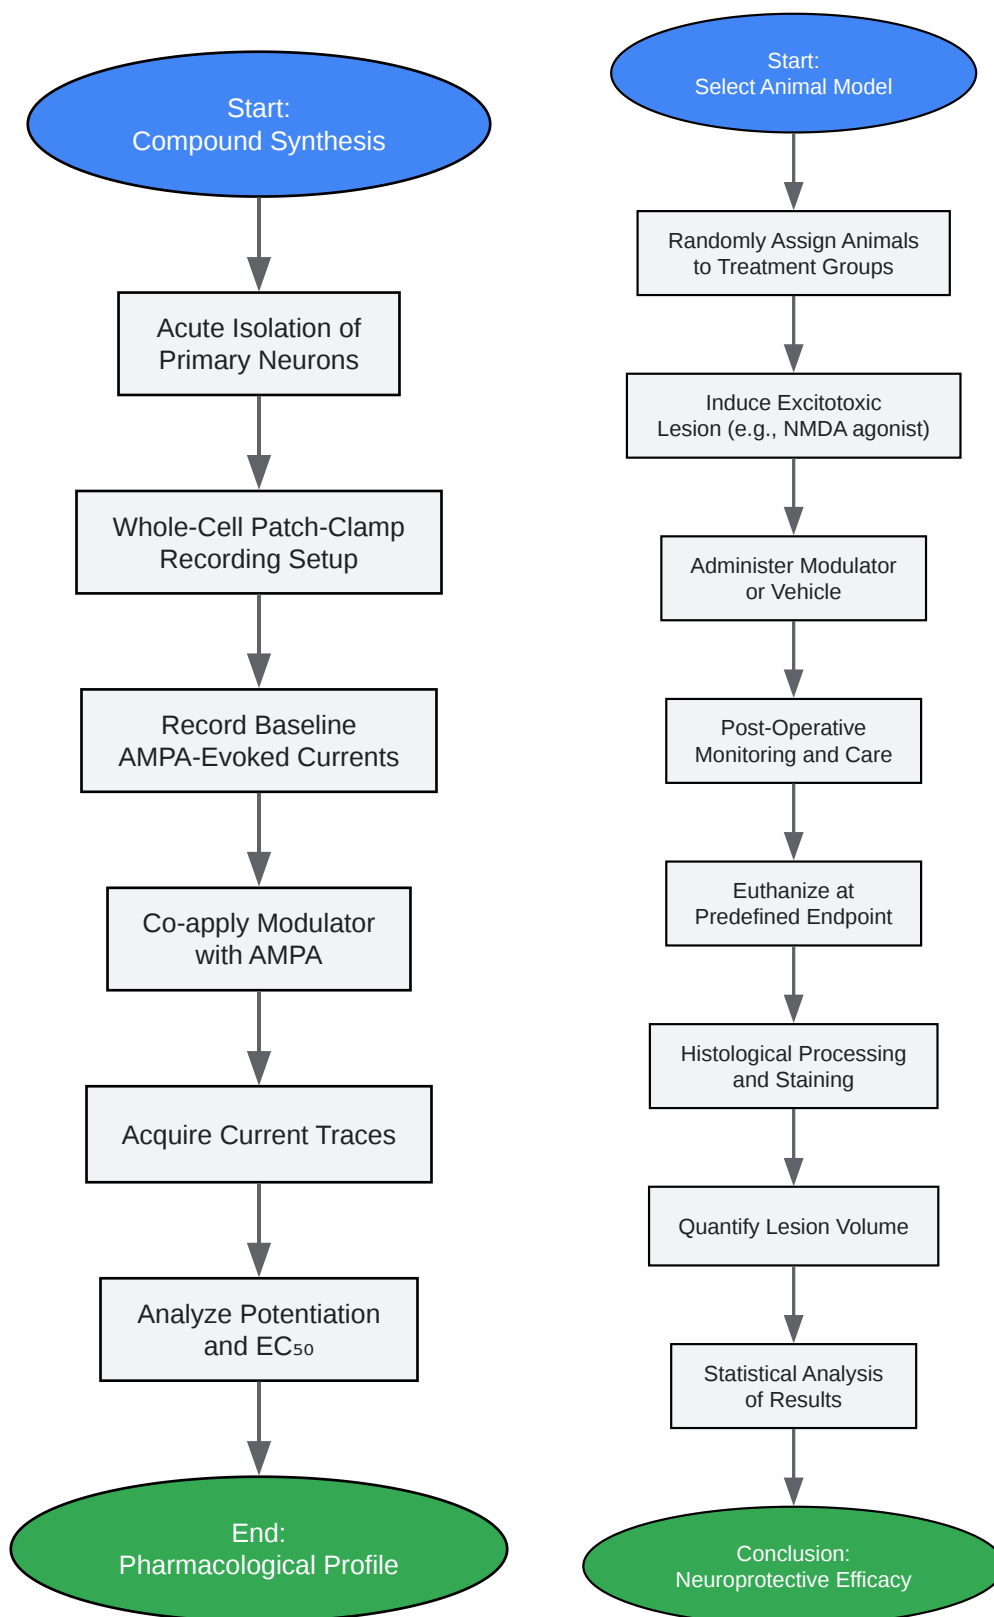 Start:
Compound Synthesis
Acute Isolation of
Primary Neurons
Whole-Cell Patch-Clamp
Recording Setup
Record Baseline
AMPA-Evoked Currents
Co-apply Modulator
with AMPA
Acquire Current Traces
Analyze Potentiation
and EC₅₀
End:
Pharmacological Profile
Start:
Select Animal Model
Randomly Assign Animals
to Treatment Groups
Induce Excitotoxic
Lesion (e.g., NMDA agonist)
Administer Modulator
or Vehicle
Post-Operative
Monitoring and Care
Euthanize at
Predefined Endpoint
Histological Processing
and Staining
Quantify Lesion Volume
Statistical Analysis
of Results
Conclusion:
Neuroprotective Efficacy